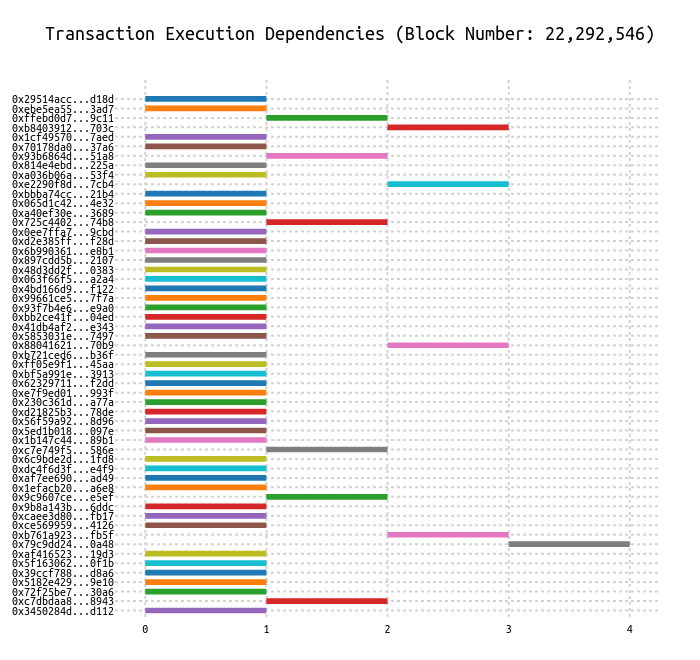 Transaction Execution Dependencies (Block Number: 22,292,546)
0x29514acc...d18d
0xebe5ea55...3ad7
0xffebd0d7...9c11
0xb8403912...703c
0x1cf49570...7aed
0x70178da0...37a6
0x93b6864d...51a8
0x814e4ebd...225a
0xa036b06a...53f4
0xe2290f8d...7cb4
0xbbba74cc...21b4
0x065d1c42...4e32
0xa40ef30e...3689
0x725c4402...74b8
0x0ee7ffa7...9cbd
0xd2e385ff...f28d
0x6b990361...e8b1
0x897cdd5b...2107
0x48d3dd2f...0383
0x063f66f5...a2a4
0x4bd166d9...f122
0x99661ce5...7f7a
0x93f7b4e6...e9a0
0xbb2ce41f...04ed
0x41db4af2...e343
0x5853031e...7497
0x88041621...70b9
0xb721ced6...b36f
0xff05e9f1...45aa
0xbf5a991e...3913
0x62329711...f2dd
0xe7f9ed01...993f
0x230c361d...a77a
0xd21825b3...78de
0x56f59a92...8d96
0x5ed1b018...097e
0x1b147c44...89b1
0xc7e749f5...586e
0x6c9bde2d...1fd8
0xdc4f6d3f...e4f9
0xaf7ee690...ad49
0x1efacb20...a6e8
0x9c9607ce...e5ef
0x9b8a143b...6ddc
0xcaee3d80...fb17
0xce569959...4126
0xb761a923...fb5f
0x79c9dd24...0a48
0xaf416523...19d3
0x5f163062...0f1b
0x39ccf788...d8a6
0x5182e429...9e10
0x72f25be7...30a6
0xc7dbdaa8...8943
0x3450284d...d112
0 1 2 3 4